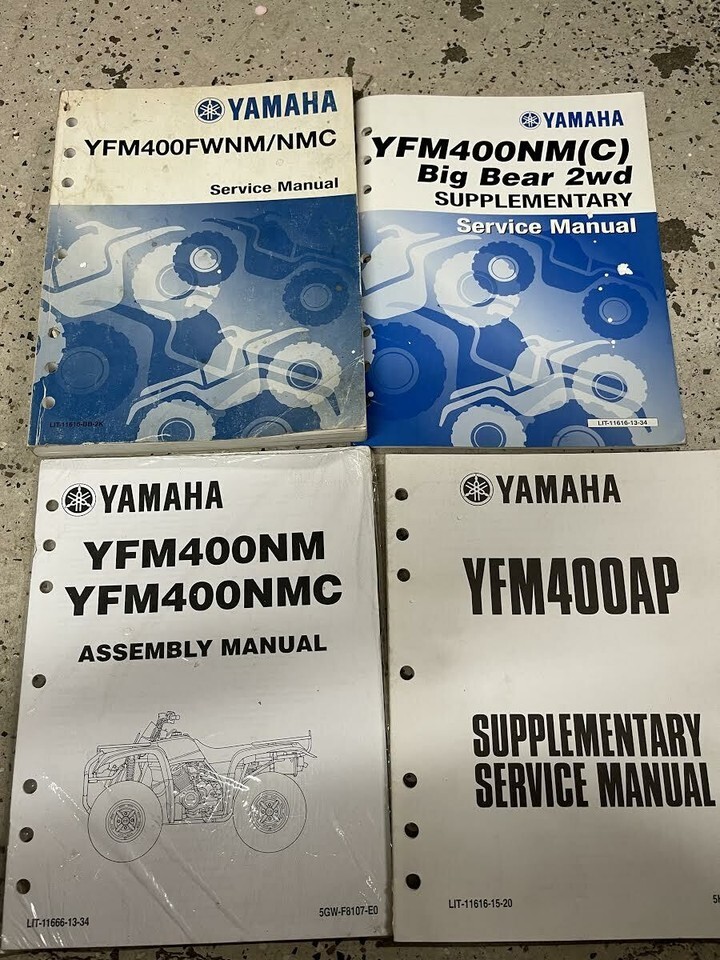 YAMAHA
YFM400FWNM/NMC
Service Manual
YAMAHA
YFM400NM(C)
Big Bear 2wd
SUPPLEMENTARY
Service Manual
LIT-11616-13-34
YAMAHA
YFM400NM
YFM400NMC
ASSEMBLY MANUAL
LIT-11666-13-34
5GW-F8107-E0
YAMAHA
YFM400AP
SUPPLEMENTARY
SERVICE MANUAL
LIT-11616-15-20